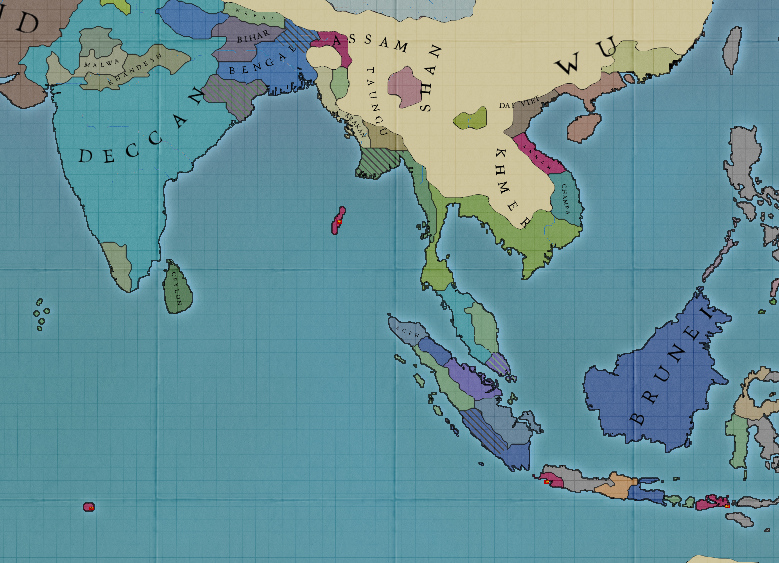 D
BIHAR
ASSAM
WU
MALWA
KHANDESH
BENGAL
TAUNGU
SHAN
DAI VIET
DECCAN
KHMER
CHAMPA
CEYLON
BRUNEI